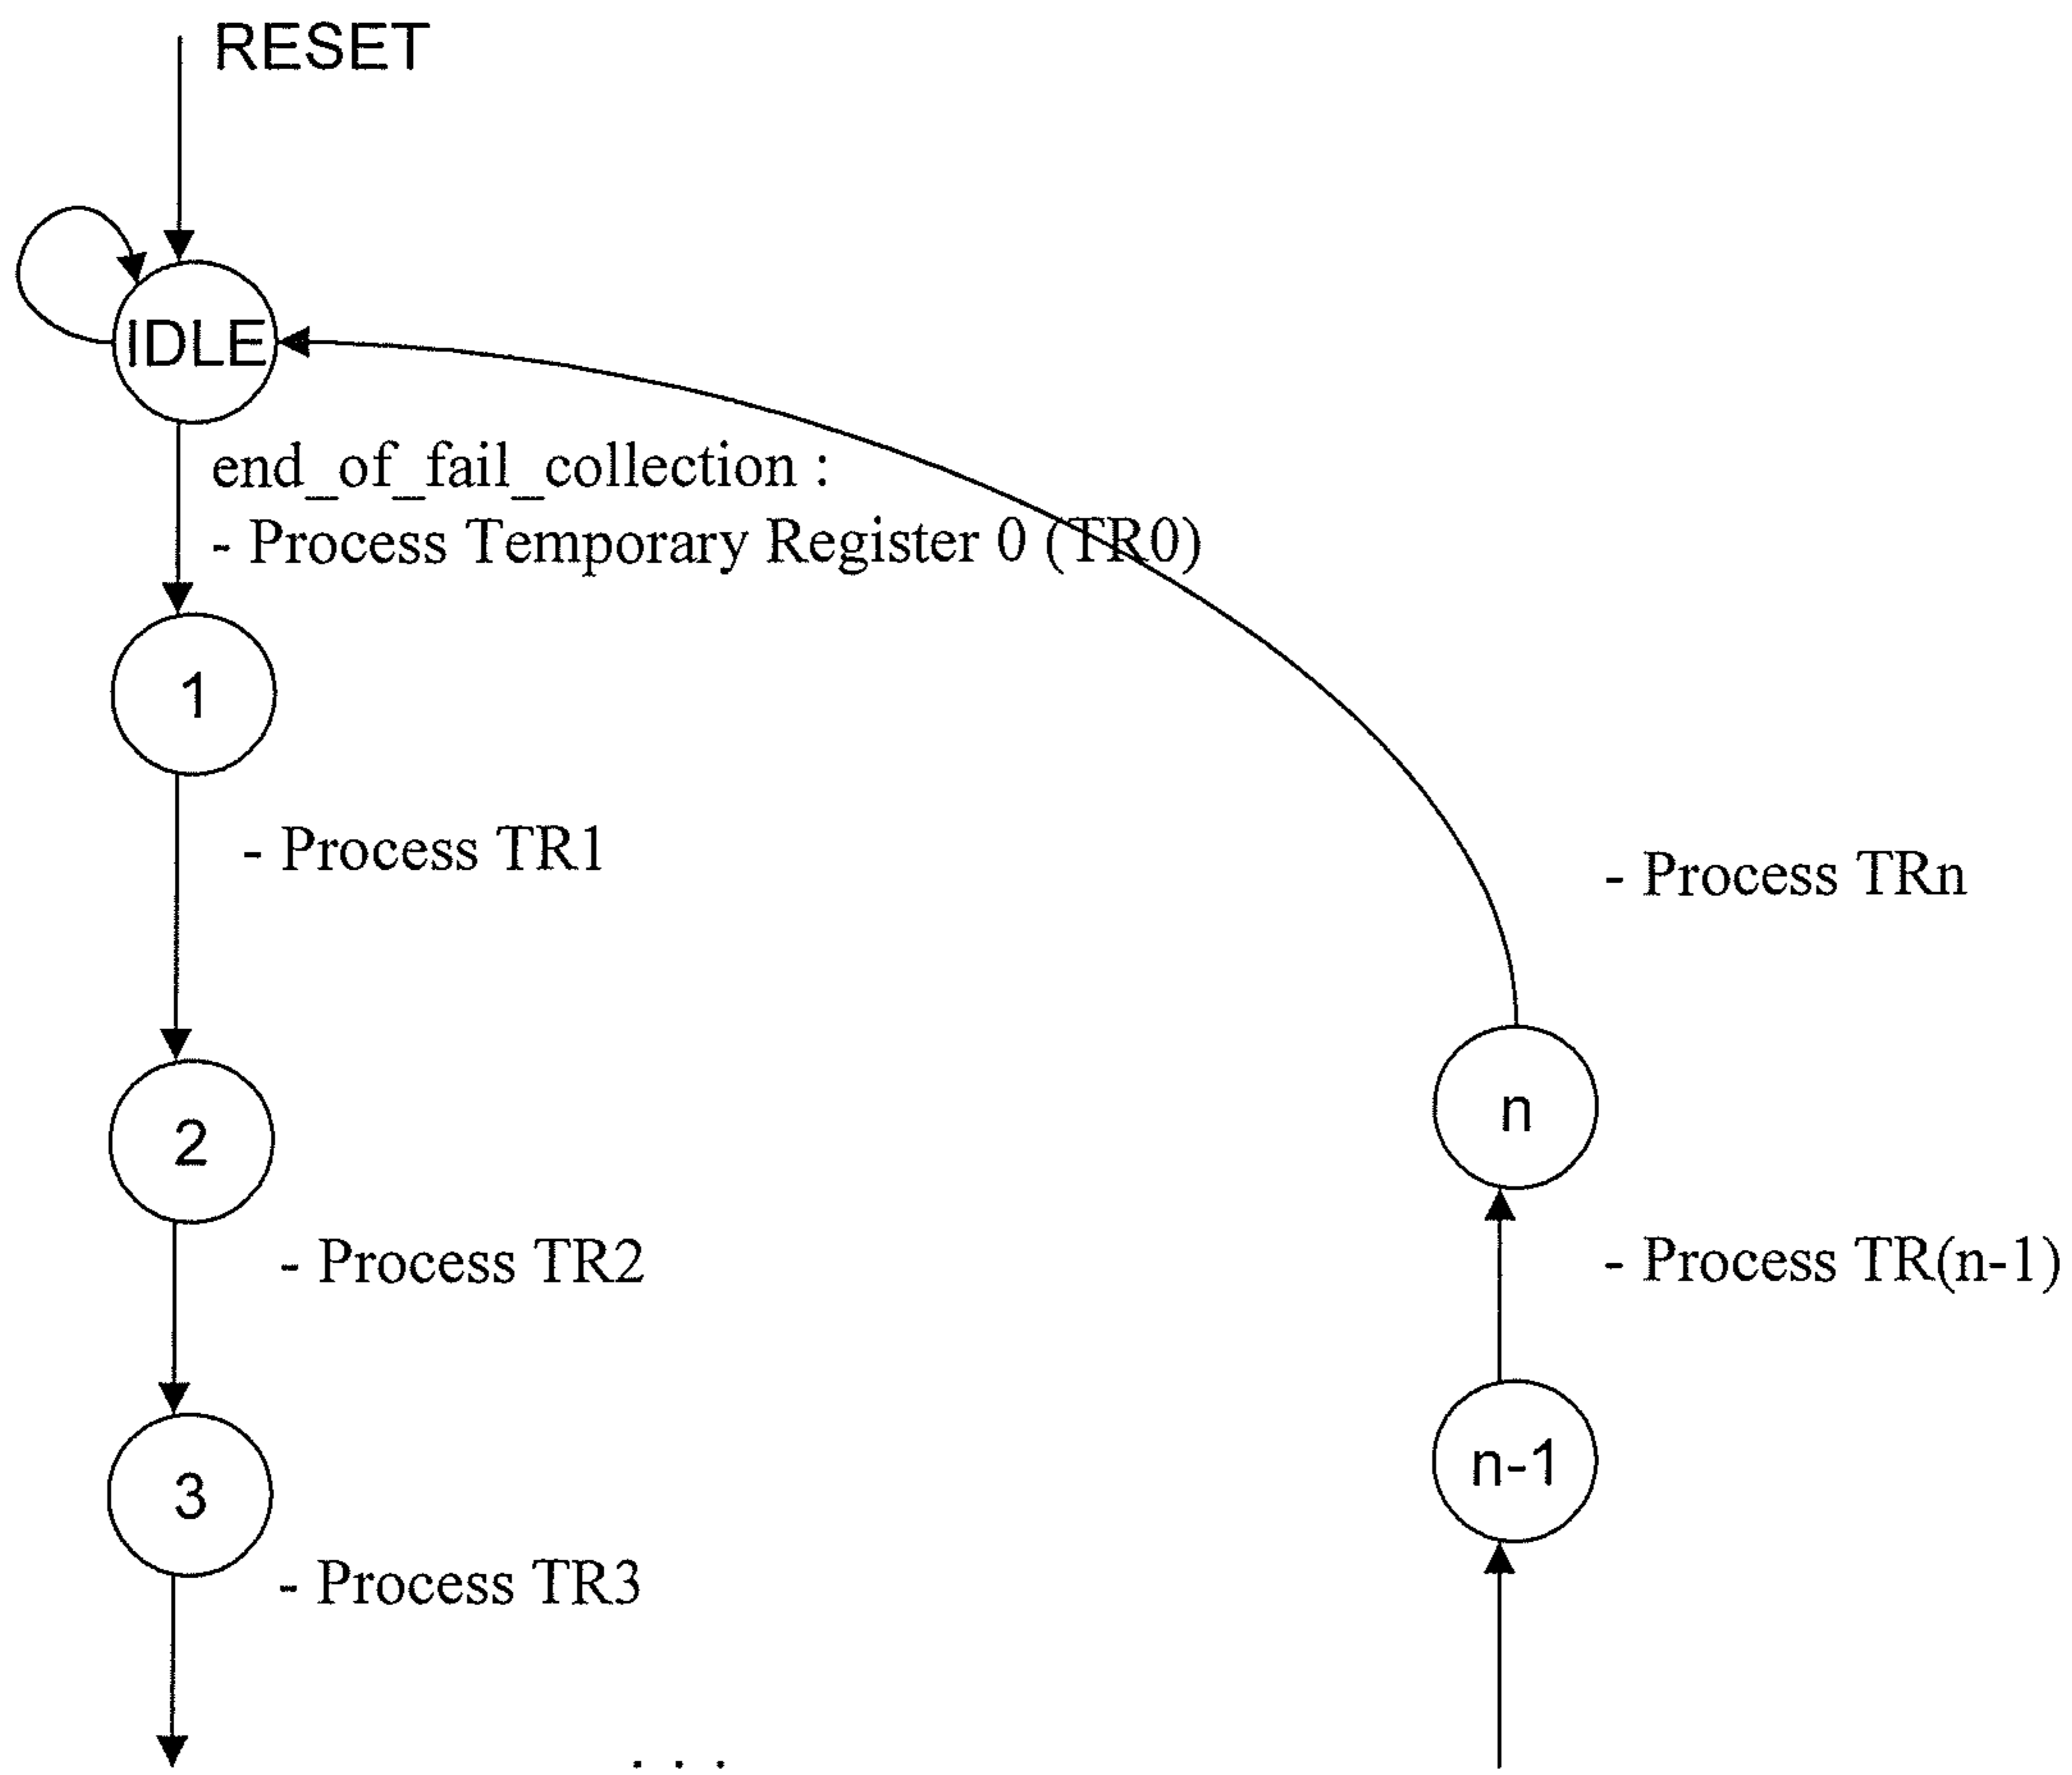 RESET
IDLE
end_of_fail_collection :
- Process Temporary Register 0 (TR0)
1
- Process TR1
- Process TRn
2
n
- Process TR2
- Process TR(n-1)
3
n-1
- Process TR3
. . .